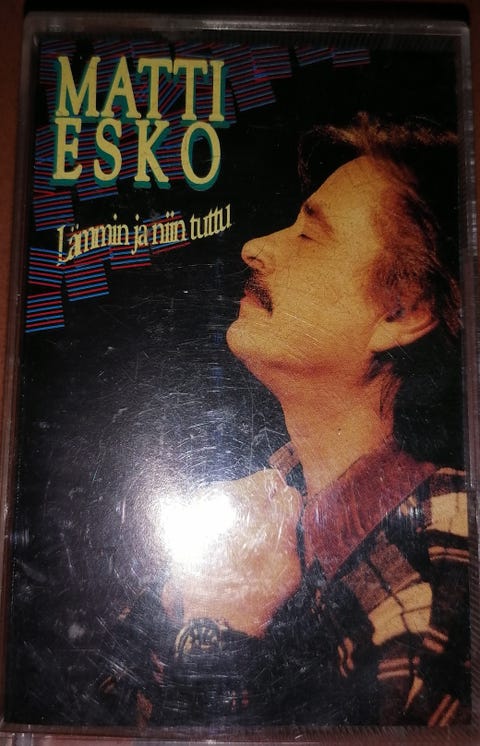 MATTI
ESKO
Lämmin ja niin tuttu